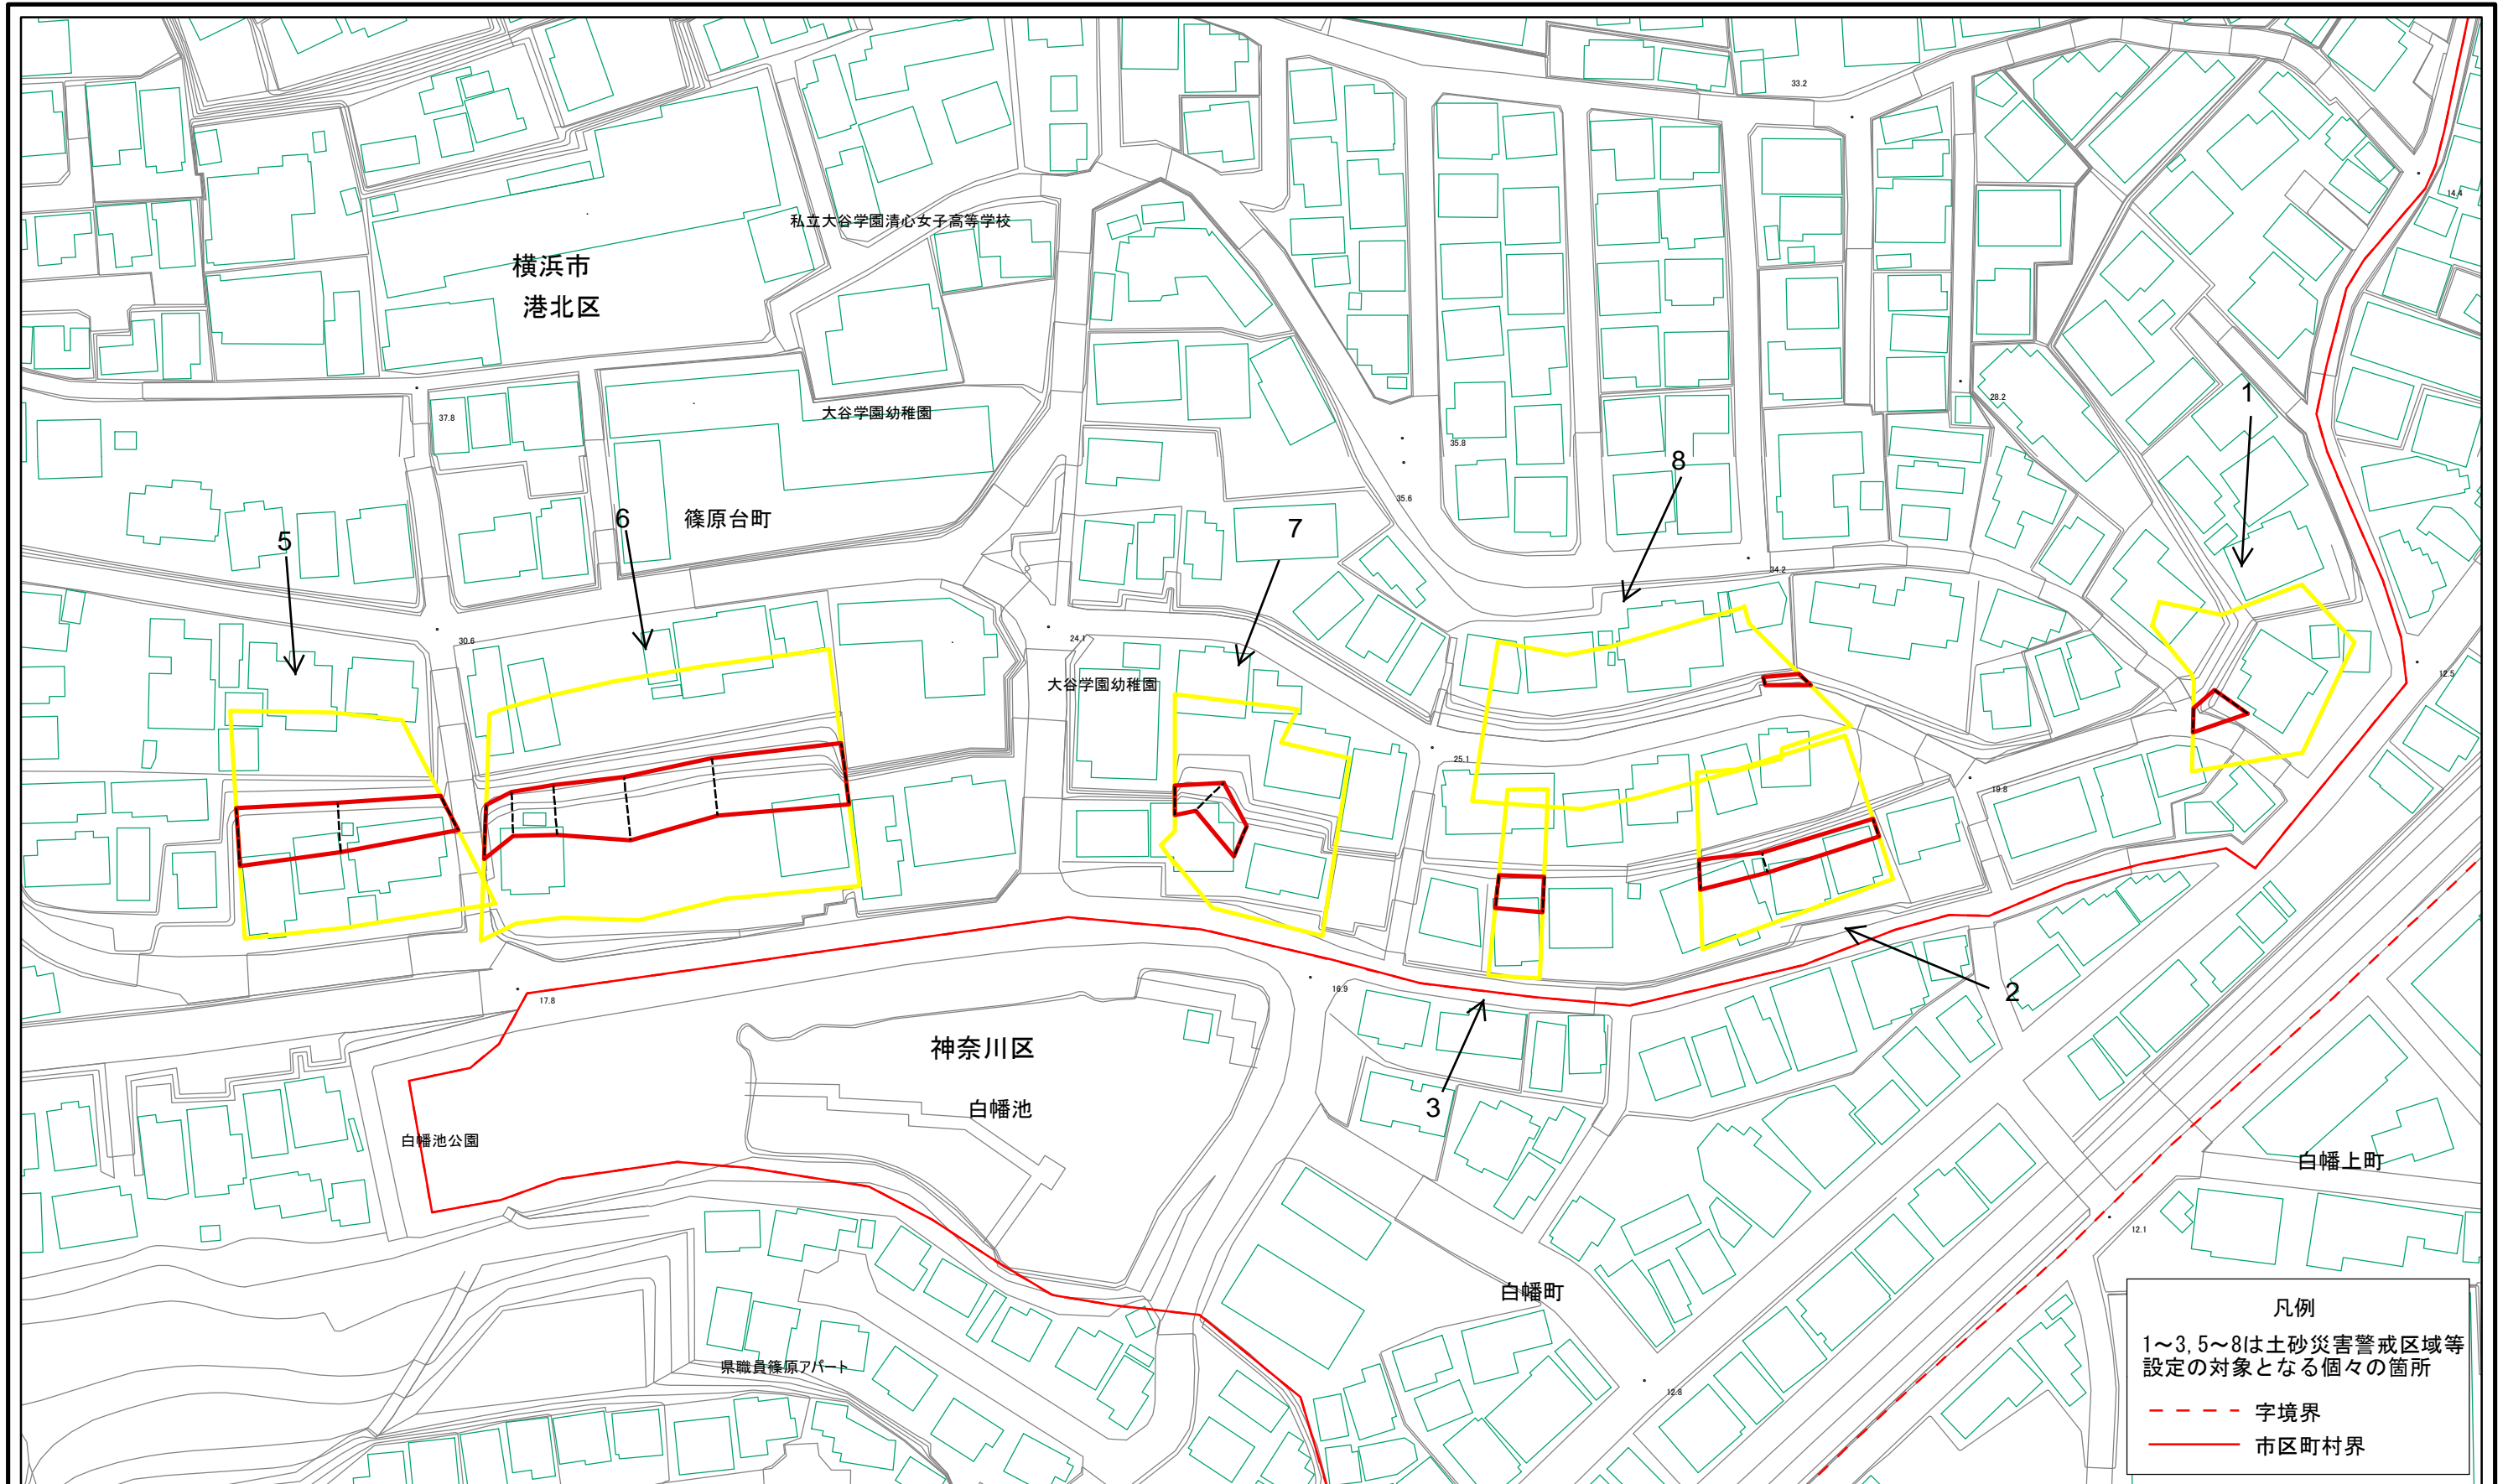 33.2
14.4
私立大谷学園清心女子高等学校
横浜市
港北区
大谷学園幼稚園
37.8
28.2
1
35.8
8
35.6
篠原台町
6
7
5
34.2
30.6
24.1
大谷学園幼稚園
12.5
25.1
19.8
2
16.9
17.8
神奈川区
3
白幡池
白幡池公園
白幡上町
12.1
白幡町
県職員篠原アパート
12.8
凡例
1～3,5～8は土砂災害警戒区域等
設定の対象となる個々の箇所
字境界
市区町村界